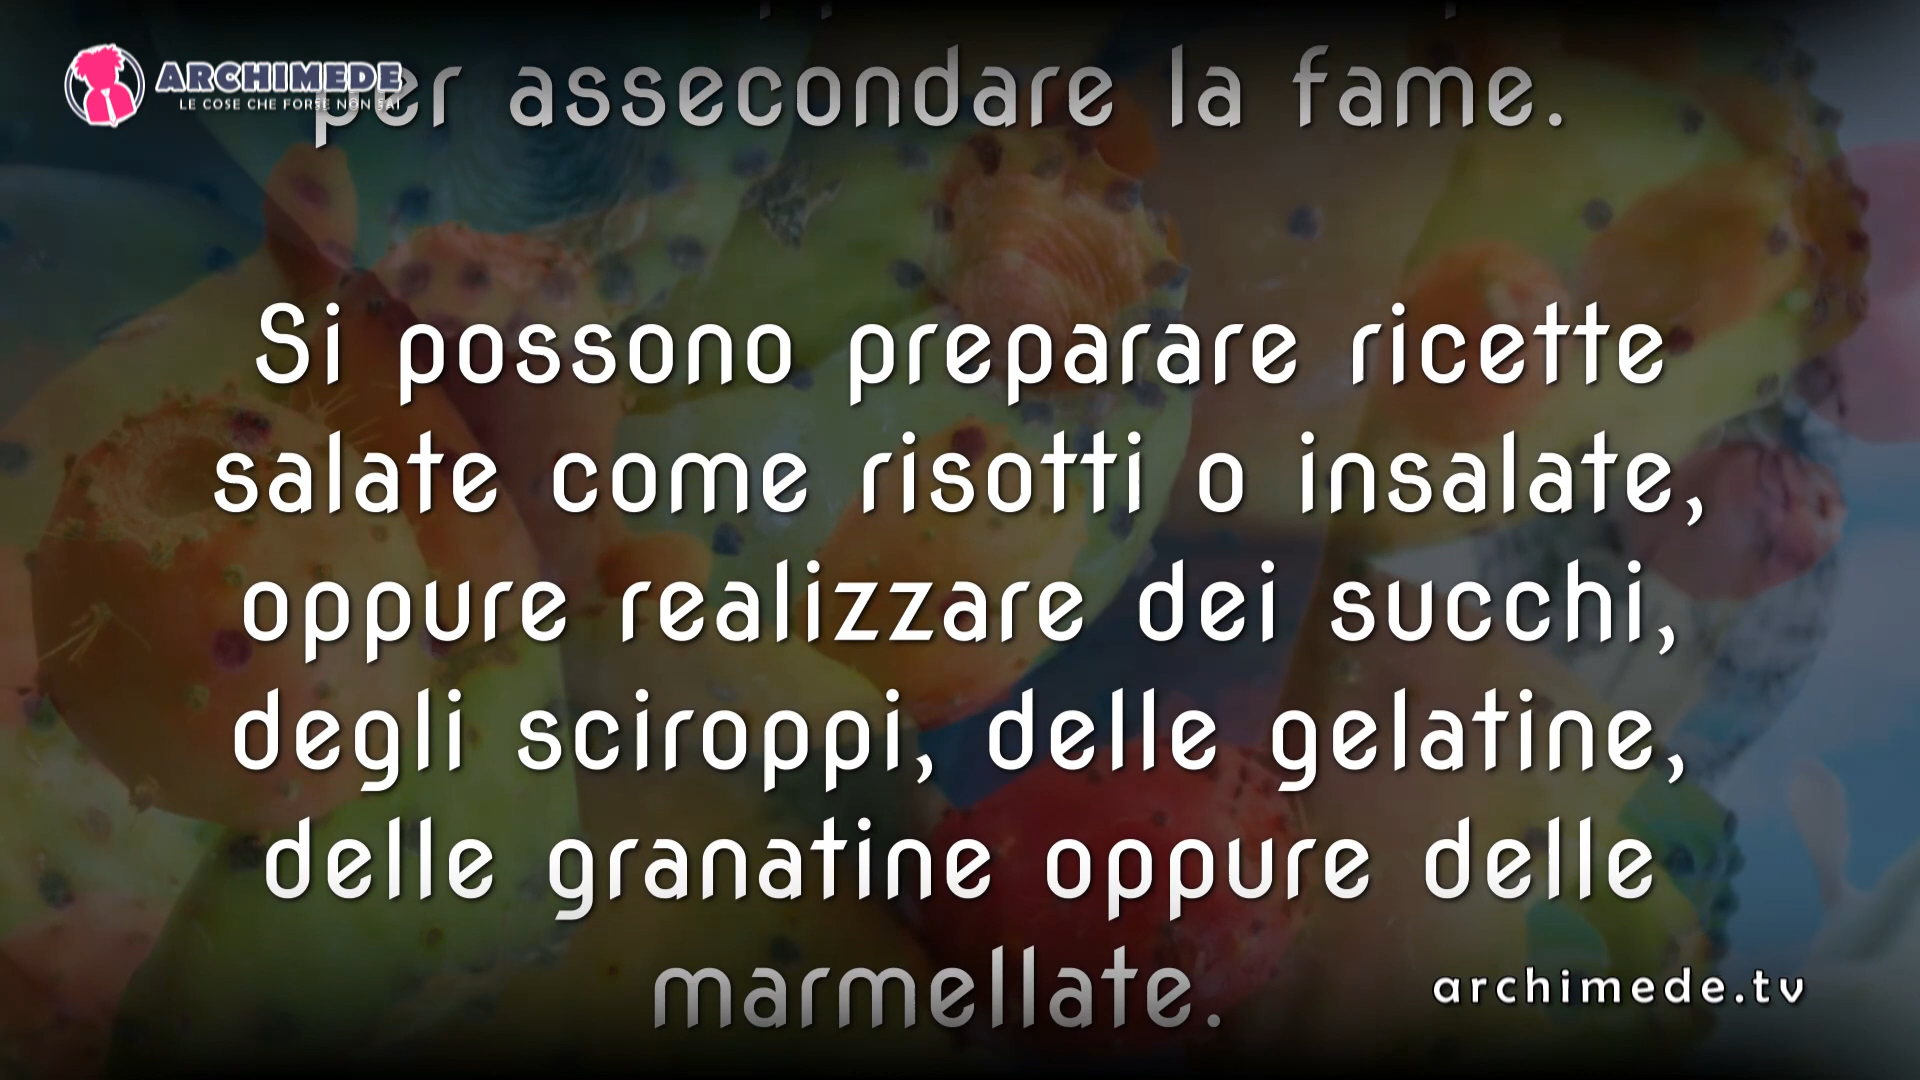 ARCHIMEDE
LE COSE CHE FORSE NON SAI
per assecondare la fame.
Si possono preparare ricette
salate come risotti o insalate,
oppure realizzare dei succhi,
degli sciroppi, delle gelatine,
delle granatine oppure delle
marmellate.
archimede.tv